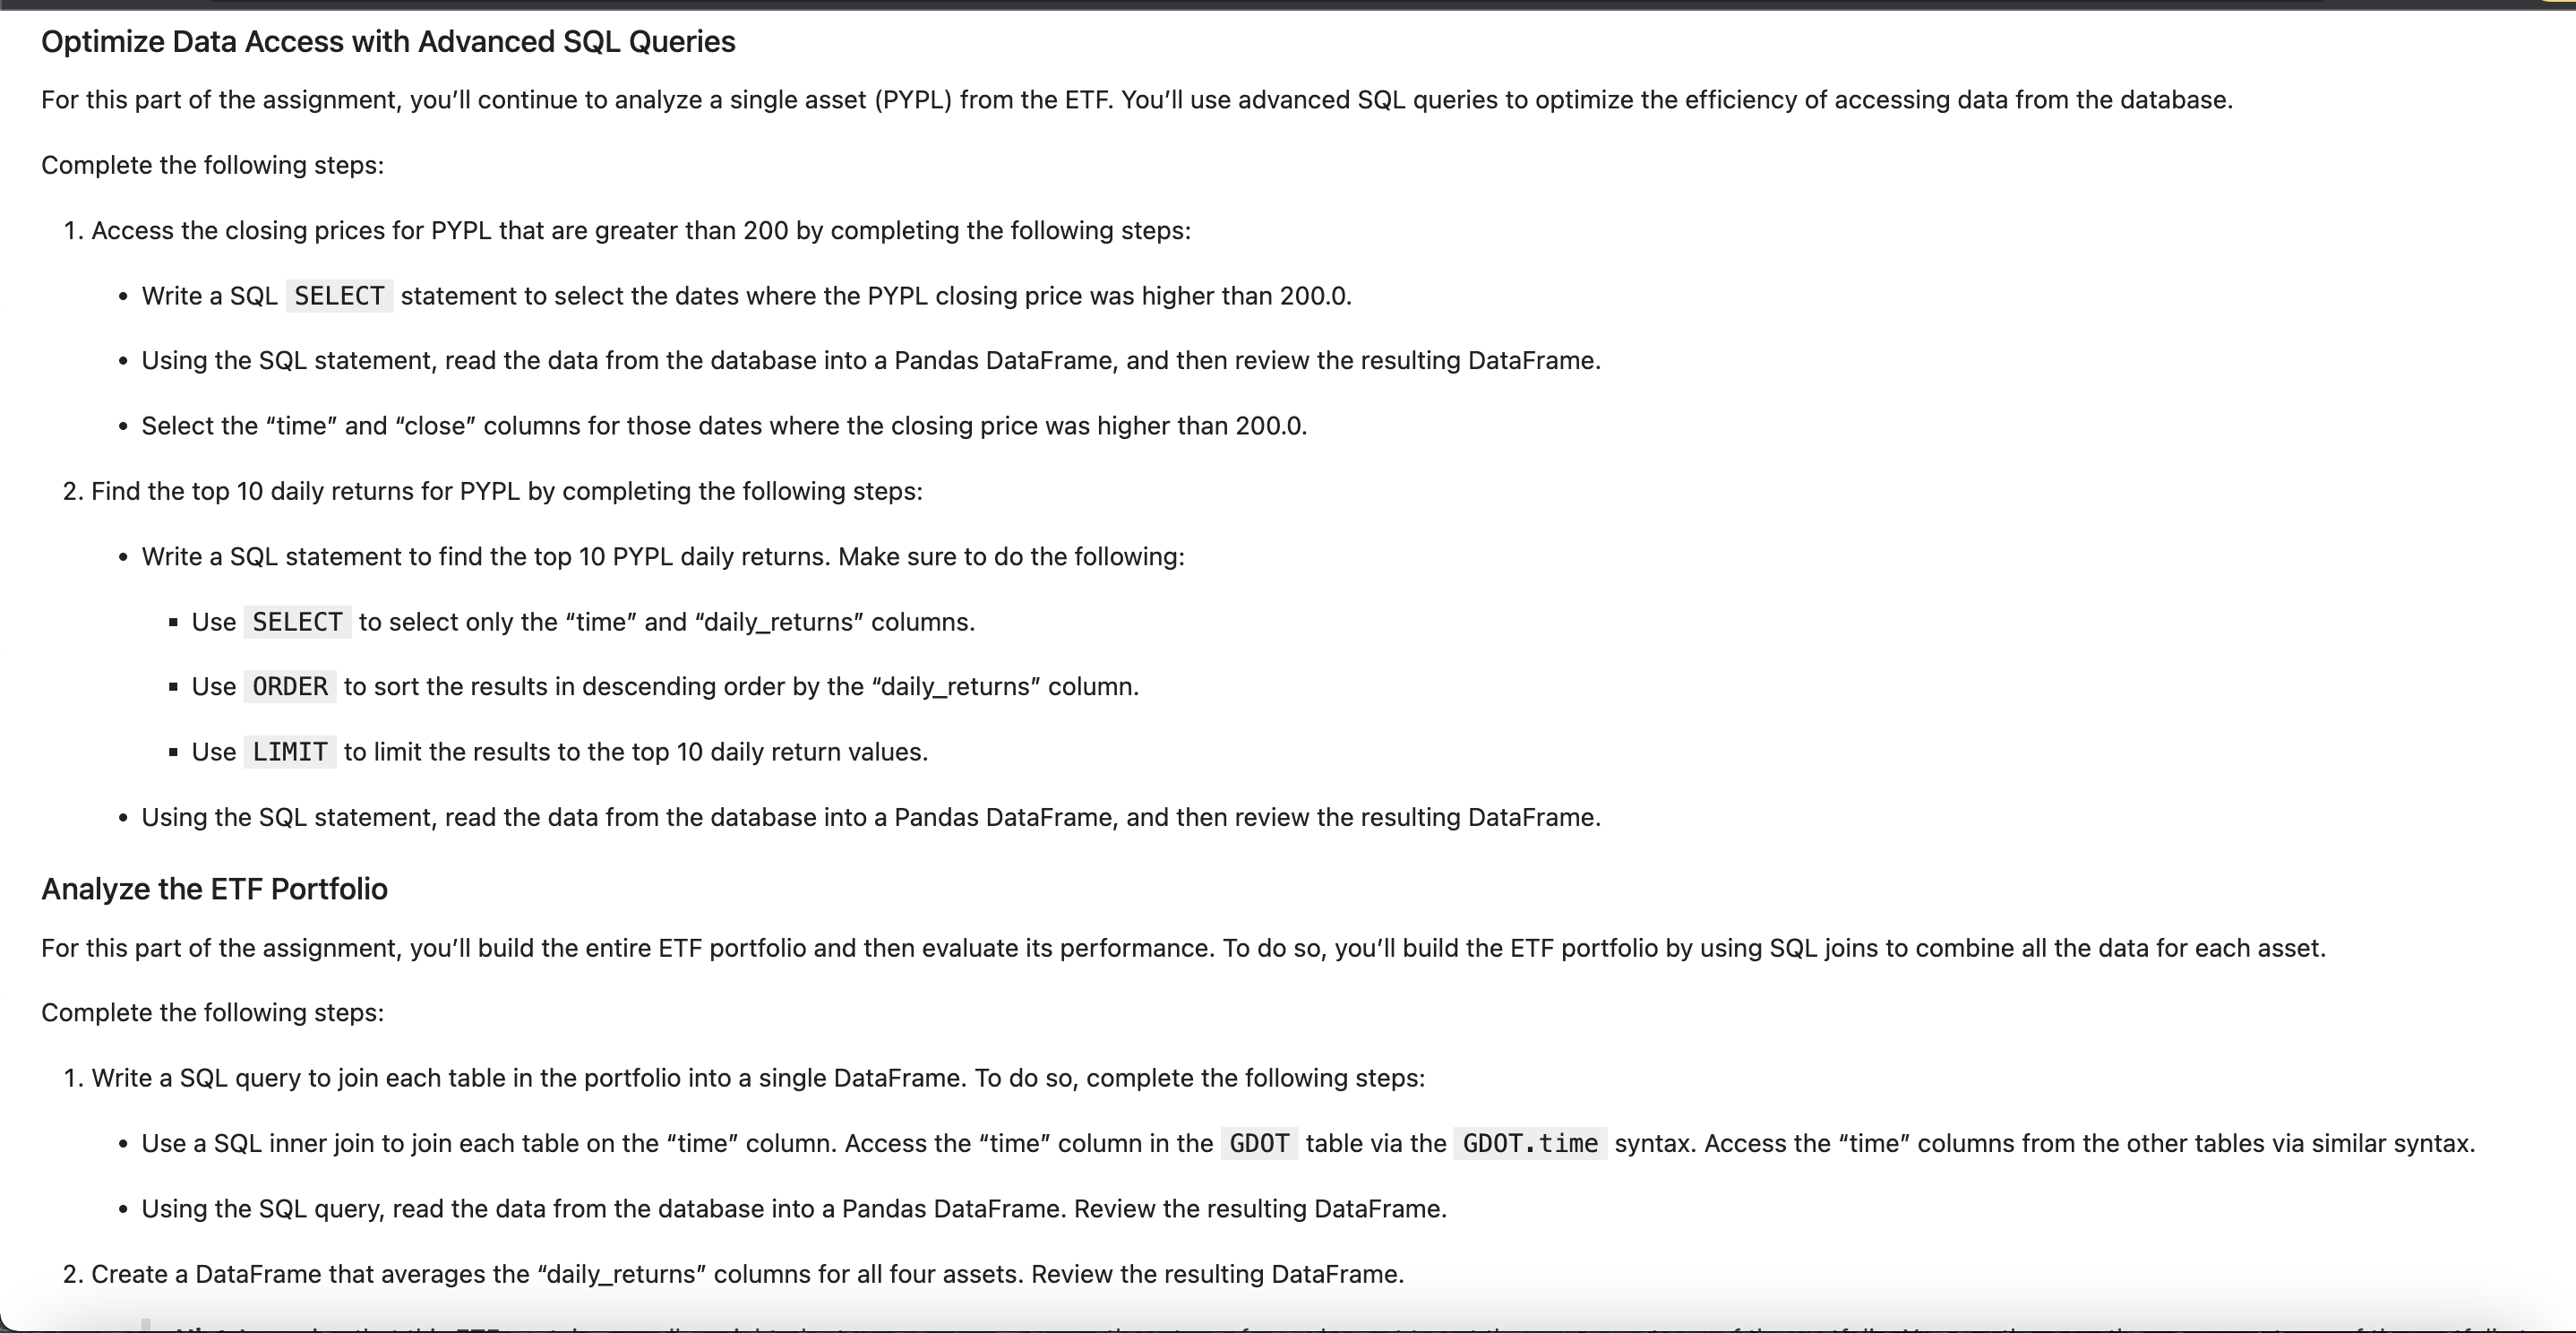 Optimize Data Access with Advanced SQL Queries
For this part of the assignment, you’ll continue to analyze a single asset (PYPL) from the ETF. You’ll use advanced SQL queries to optimize the efficiency of accessing data from the database.
Complete the following steps:
1. Access the closing prices for PYPL that are greater than 200 by completing the following steps:
• Write a SQL SELECT statement to select the dates where the PYPL closing price was higher than 200.0.
• Using the SQL statement, read the data from the database into a Pandas DataFrame, and then review the resulting DataFrame.
• Select the “time” and “close” columns for those dates where the closing price was higher than 200.0.
2. Find the top 10 daily returns for PYPL by completing the following steps:
• Write a SQL statement to find the top 10 PYPL daily returns. Make sure to do the following:
▪ Use SELECT to select only the “time” and “daily_returns” columns.
▪ Use ORDER to sort the results in descending order by the “daily_returns” column.
▪ Use LIMIT to limit the results to the top 10 daily return values.
• Using the SQL statement, read the data from the database into a Pandas DataFrame, and then review the resulting DataFrame.
Analyze the ETF Portfolio
For this part of the assignment, you’ll build the entire ETF portfolio and then evaluate its performance. To do so, you’ll build the ETF portfolio by using SQL joins to combine all the data for each asset.
Complete the following steps:
1. Write a SQL query to join each table in the portfolio into a single DataFrame. To do so, complete the following steps:
• Use a SQL inner join to join each table on the “time” column. Access the “time” column in the GDOT table via the GDOT.time syntax. Access the “time” columns from the other tables via similar syntax.
• Using the SQL query, read the data from the database into a Pandas DataFrame. Review the resulting DataFrame.
2. Create a DataFrame that averages the “daily_returns” columns for all four assets. Review the resulting DataFrame.